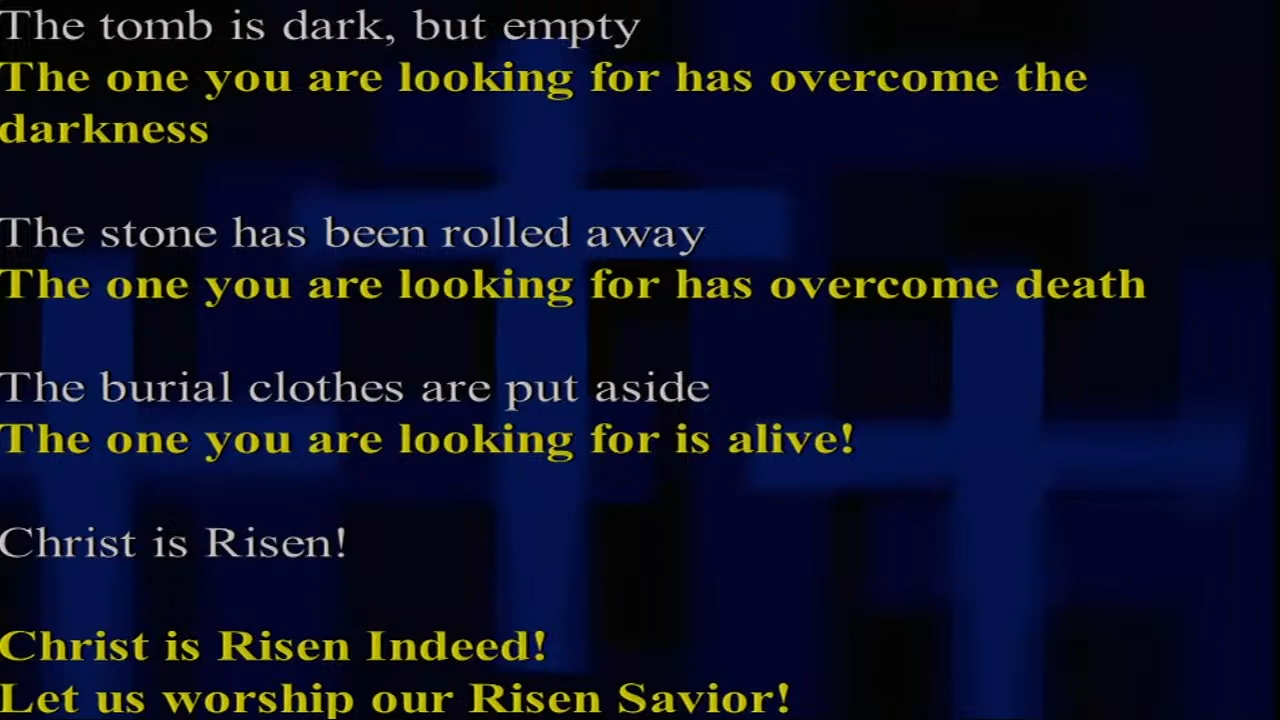 The tomb is dark, but empty
The one you are looking for has overcome the
darkness
The stone has been rolled away
The one you are looking for has overcome death
The burial clothes are put aside
The one you are looking for is alive!
Christ is Risen!
Christ is Risen Indeed!
Let us worship our Risen Savior!